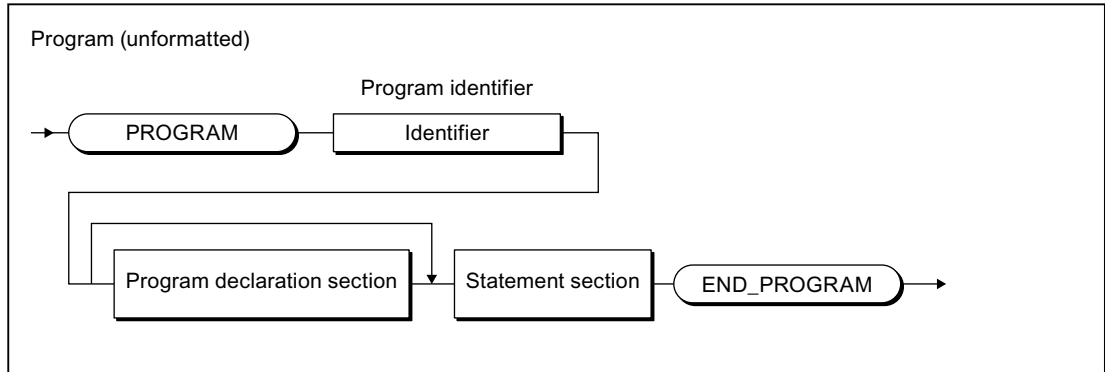 Program (unformatted)
Program identifier
PROGRAM
Identifier
Program declaration section
Statement section
END_PROGRAM